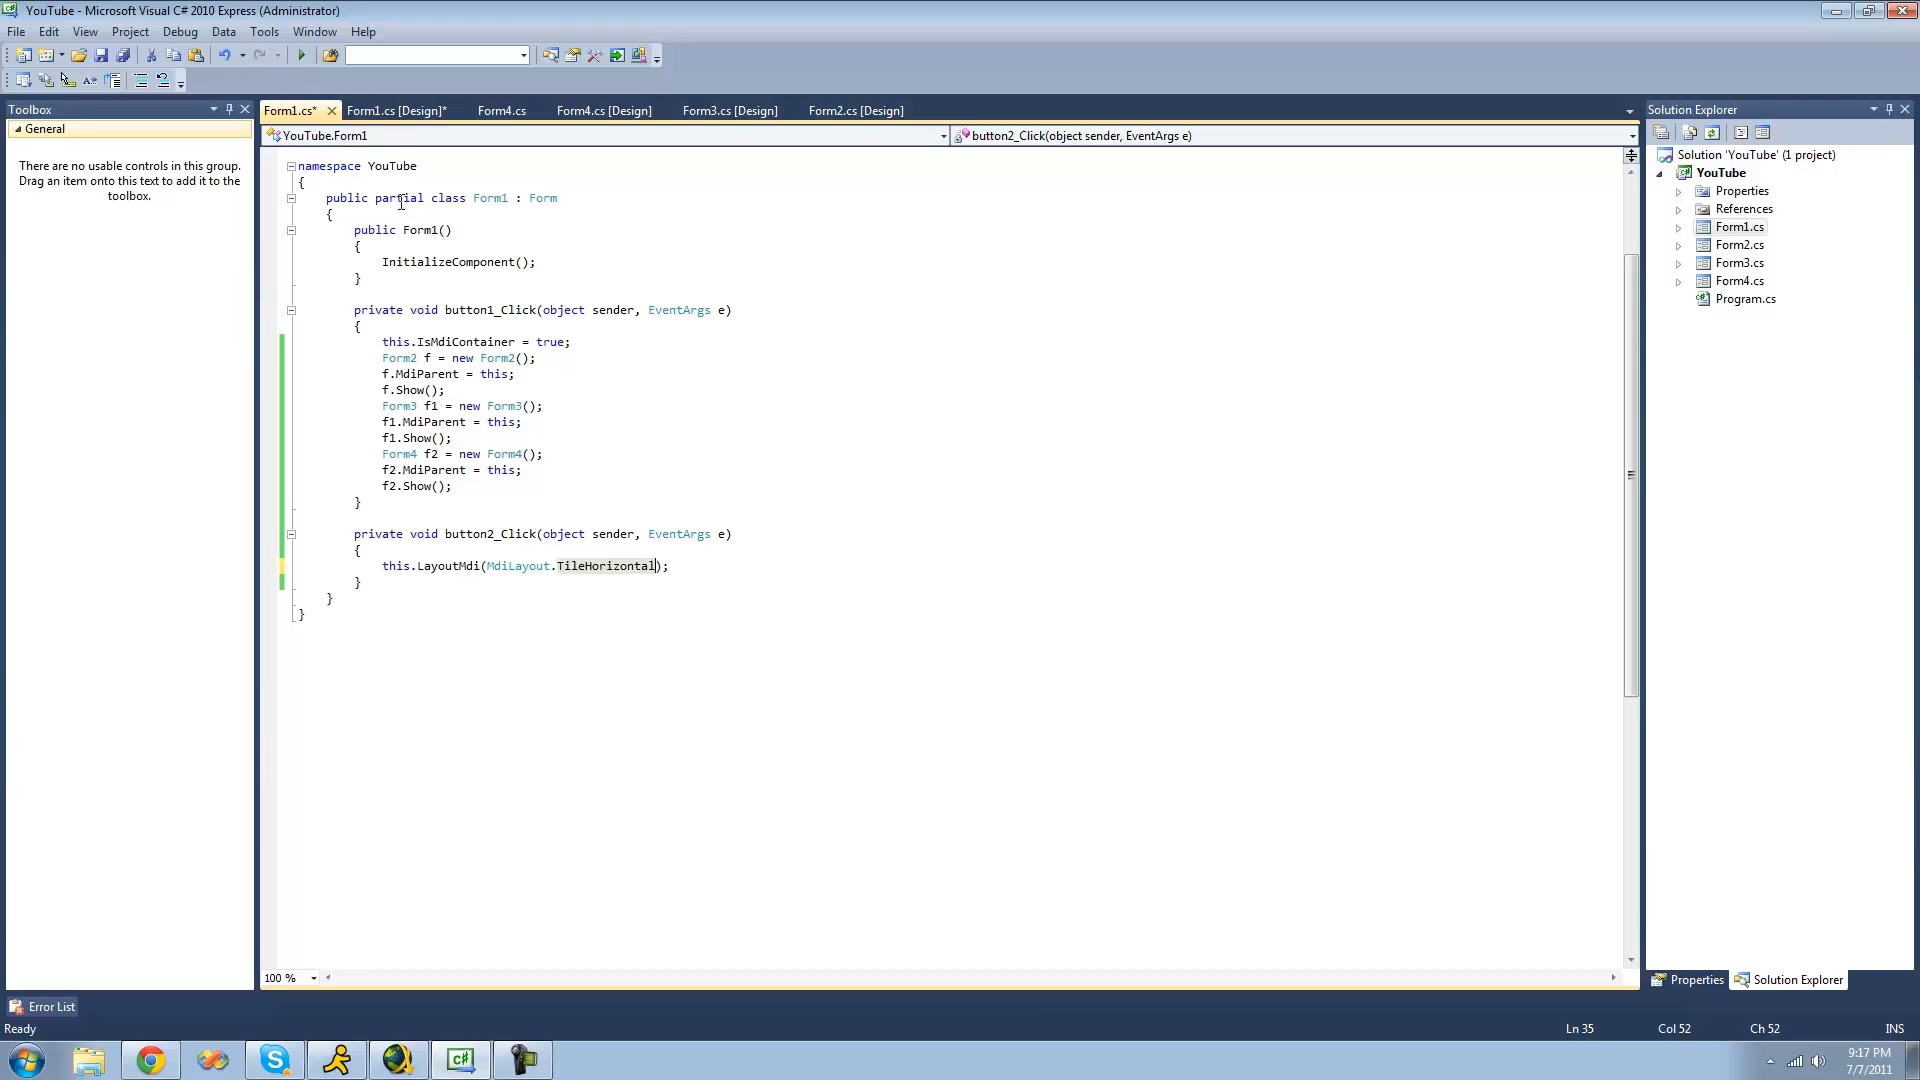 YouTube - Microsoft Visual C# 2010 Express (Administrator)
File Edit View Project Debug Data Tools Window Help
Toolbox
General
There are no usable controls in this group. Drag an item onto this text to add it to the toolbox.
Form1.cs* Form1.cs [Design]* Form4.cs Form4.cs [Design] Form3.cs [Design] Form2.cs [Design]
YouTube.Form1 button2_Click(object sender, EventArgs e)
namespace YouTube
{
public partial class Form1 : Form
{
public Form1()
{
InitializeComponent();
}
private void button1_Click(object sender, EventArgs e)
{
this.IsMdiContainer = true;
Form2 f = new Form2();
f.MdiParent = this;
f.Show();
Form3 f1 = new Form3();
f1.MdiParent = this;
f1.Show();
Form4 f2 = new Form4();
f2.MdiParent = this;
f2.Show();
}
private void button2_Click(object sender, EventArgs e)
{
this.LayoutMdi(MdiLayout.TileHorizontal);
}
}
}
100 %
Solution Explorer
Solution 'YouTube' (1 project)
YouTube
Properties
References
Form1.cs
Form2.cs
Form3.cs
Form4.cs
Program.cs
Properties Solution Explorer
Error List
Ready Ln 35 Col 52 Ch 52 INS
9:17 PM
7/7/2011